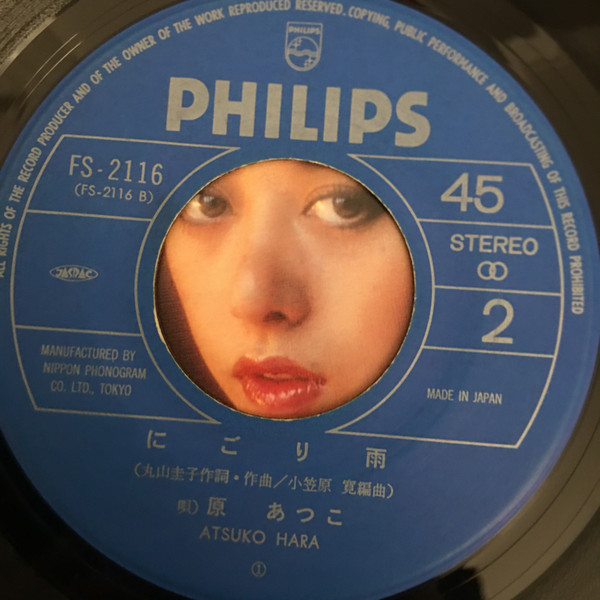 ALL RIGHTS OF THE RECORD PRODUCER AND OF THE OWNER OF THE WORK REPRODUCED RESERVED. COPYING, PUBLIC PERFORMANCE AND BROADCASTING OF THIS RECORD PROHIBITED
PHILIPS
PHILIPS
FS-2116
(FS-2116 B)
45
STEREO
2
JASRAC
MANUFACTURED BY
NIPPON PHONOGRAM
CO. LTD., TOKYO
MADE IN JAPAN
にごり雨
(丸山圭子作詞・作曲/小笠原 寛編曲)
唄)原 あつこ
ATSUKO HARA
1